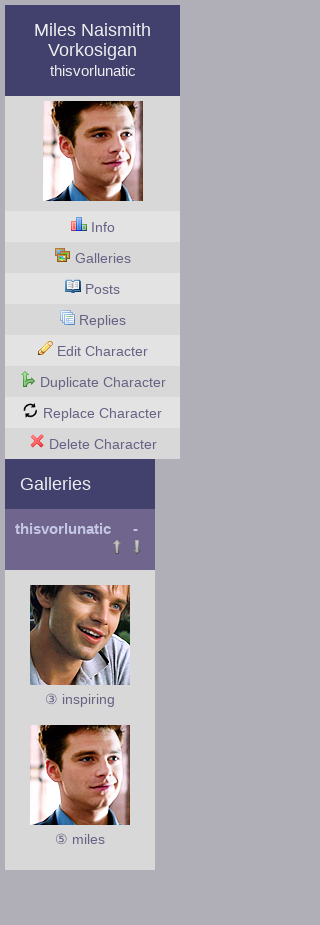 Miles Naismith
Vorkosigan
thisvorlunatic
Info
Galleries
Posts
Replies
Edit Character
Duplicate Character
Replace Character
Delete Character
Galleries
thisvorlunatic -
③ inspiring
⑤ miles